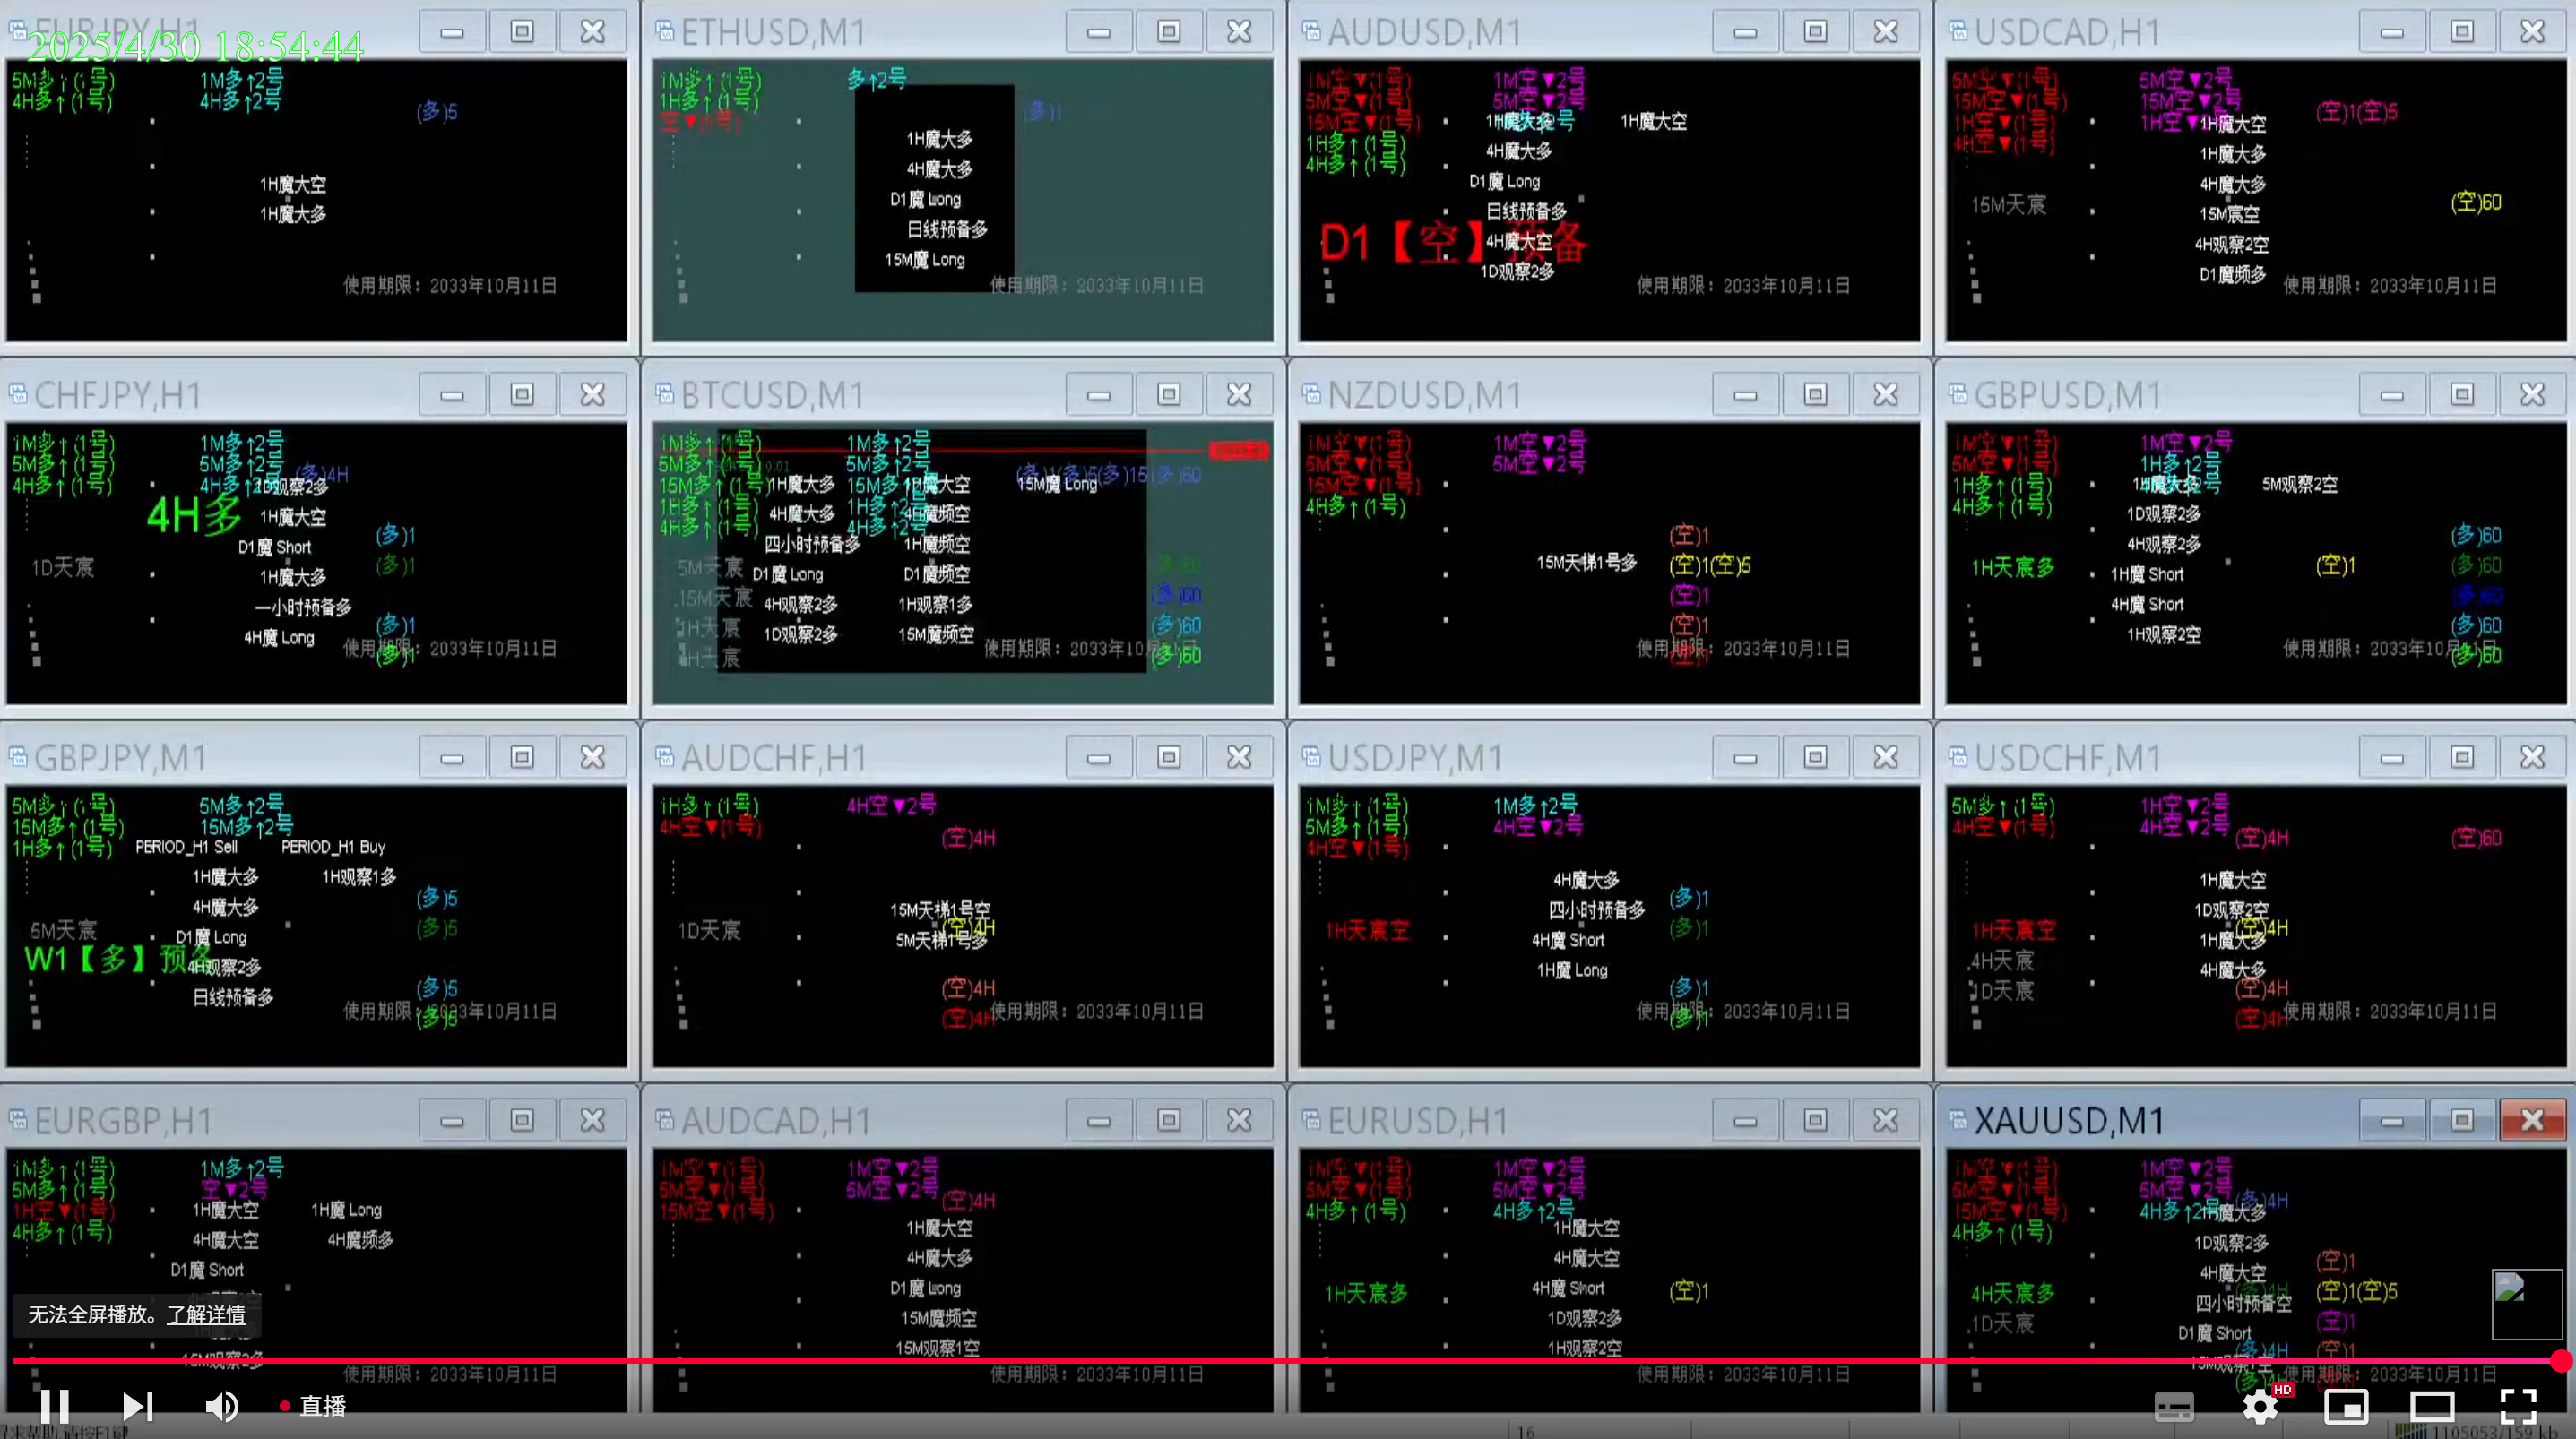 EURJPY,H1
2025/4/30 18:54:44
5M多↑(1号)
4H多↑(1号)
1M多↑2号
4H多↑2号
(多)5
1H魔大空
1H魔大多
使用期限：2033年10月11日
ETHUSD,M1
1M多↑(1号)
1H多↑(1号)
空▼(1号)
多↑2号
1H魔大多
4H魔大多
D1魔 Long
日线预备多
15M魔 Long
使用期限：2033年10月11日
AUDUSD,M1
1M空▼(1号)
5M空▼(1号)
15M空▼(1号)
1H多↑(1号)
4H多↑(1号)
1M空▼2号
5M空▼2号
1H魔大多
1H魔大空
4H魔大多
D1魔 Long
日线预备多
D1【空】预备
4H魔大空
1D观察2多
使用期限：2033年10月11日
USDCAD,H1
5M空▼(1号)
15M空▼(1号)
1H空▼(1号)
4H空▼(1号)
5M空▼2号
15M空▼2号
1H空▼2号
(空)1(空)5
1H魔大空
1H魔大多
4H魔大多
15M天宸
(空)60
15M宸空
4H观察2空
D1魔频多
使用期限：2033年10月11日
CHFJPY,H1
1M多↑(1号)
5M多↑(1号)
4H多↑(1号)
1M多↑2号
5M多↑2号
4H多↑2号
(多)4H
1D观察2多
4H多
1H魔大空
(多)1
D1魔 Short
(多)1
1D天宸
1H魔大多
一小时预备多
(多)1
4H魔 Long
(多)1
使用期限：2033年10月11日
BTCUSD,M1
1M多↑(1号)
5M多↑(1号)
15M多↑(1号)
1H多↑(1号)
4H多↑(1号)
1M多↑2号
5M多↑2号
15M多↑2号
1H多↑2号
4H多↑2号
(多)1(多)5(多)15(多)60
1H魔大多
1H魔大空
15M魔 Long
4H魔大多
4H魔频空
四小时预备多
1H魔频空
5M天宸
D1魔 Long
D1魔频空
(多)60
15M天宸
4H观察2多
1H观察1多
(多)60
1H天宸
1D观察2多
15M魔频空
(多)60
4H天宸
(多)60
NZDUSD,M1
1M空▼(1号)
5M空▼(1号)
15M空▼(1号)
4H多↑(1号)
1M空▼2号
5M空▼2号
(空)1
15M天梯1号多
(空)1(空)5
(空)1
(空)1
(空)1
使用期限：2033年10月11日
GBPUSD,M1
1M空▼(1号)
5M空▼(1号)
1H多↑(1号)
4H多↑(1号)
1M空▼2号
1H多↑2号
1H魔大多
5M观察2空
1D观察2多
4H观察2多
(多)60
1H天宸多
1H魔 Short
(空)1
(多)60
4H魔 Short
(多)60
1H观察2空
(多)60
(多)60
GBPJPY,M1
5M多↑(1号)
15M多↑(1号)
1H多↑(1号)
5M多↑2号
15M多↑2号
PERIOD_H1 Sell
PERIOD_H1 Buy
1H魔大多
1H观察1多
4H魔大多
(多)5
5M天宸
D1魔 Long
(多)5
W1【多】预备
4H观察2多
日线预备多
(多)5
(多)5
使用期限：2033年10月11日
AUDCHF,H1
1H多↑(1号)
4H空▼(1号)
4H空▼2号
(空)4H
15M天梯1号空
1D天宸
(空)4H
5M天梯1号多
(空)4H
(空)4H
使用期限：2033年10月11日
USDJPY,M1
1M多↑(1号)
5M多↑(1号)
4H空▼(1号)
1M多↑2号
4H空▼2号
4H魔大多
(多)1
四小时预备多
1H天宸空
4H魔 Short
(多)1
1H魔 Long
(多)1
(多)1
使用期限：2033年10月11日
USDCHF,M1
5M多↑(1号)
4H空▼(1号)
1H空▼2号
4H空▼2号
(空)4H
(空)60
1H魔大空
1D观察2空
1H天宸空
(空)4H
1H魔大多
4H天宸
4H魔大多
1D天宸
(空)4H
(空)4H
使用期限：2033年10月11日
EURGBP,H1
1M多↑(1号)
5M多↑(1号)
1H空▼(1号)
4H多↑(1号)
1M多↑2号
空▼2号
1H魔大空
1H魔 Long
4H魔大空
4H魔频多
D1魔 Short
15M观察2多
使用期限：2033年10月11日
AUDCAD,H1
1M空▼(1号)
5M空▼(1号)
15M空▼(1号)
1M空▼2号
5M空▼2号
(空)4H
1H魔大空
4H魔大多
D1魔 Long
15M魔频空
15M观察1空
使用期限：2033年10月11日
EURUSD,H1
1M空▼(1号)
5M空▼(1号)
4H多↑(1号)
1M空▼2号
5M空▼2号
4H多↑2号
1H魔大空
4H魔大空
1H天宸多
4H魔 Short
(空)1
1D观察2多
1H观察2空
使用期限：2033年10月11日
XAUUSD,M1
1M空▼(1号)
5M空▼(1号)
15M空▼(1号)
4H多↑(1号)
1M空▼2号
5M空▼2号
4H多↑2号
(多)4H
1H魔大多
1D观察2多
4H魔大空
(空)1
4H天宸多
(空)1(空)5
四小时预备空
1D天宸
D1魔 Short
(空)1
(多)4H
(空)1
使用期限：2033年10月11日
无法全屏播放。了解详情
直播
HD
16
1105053/159 kb